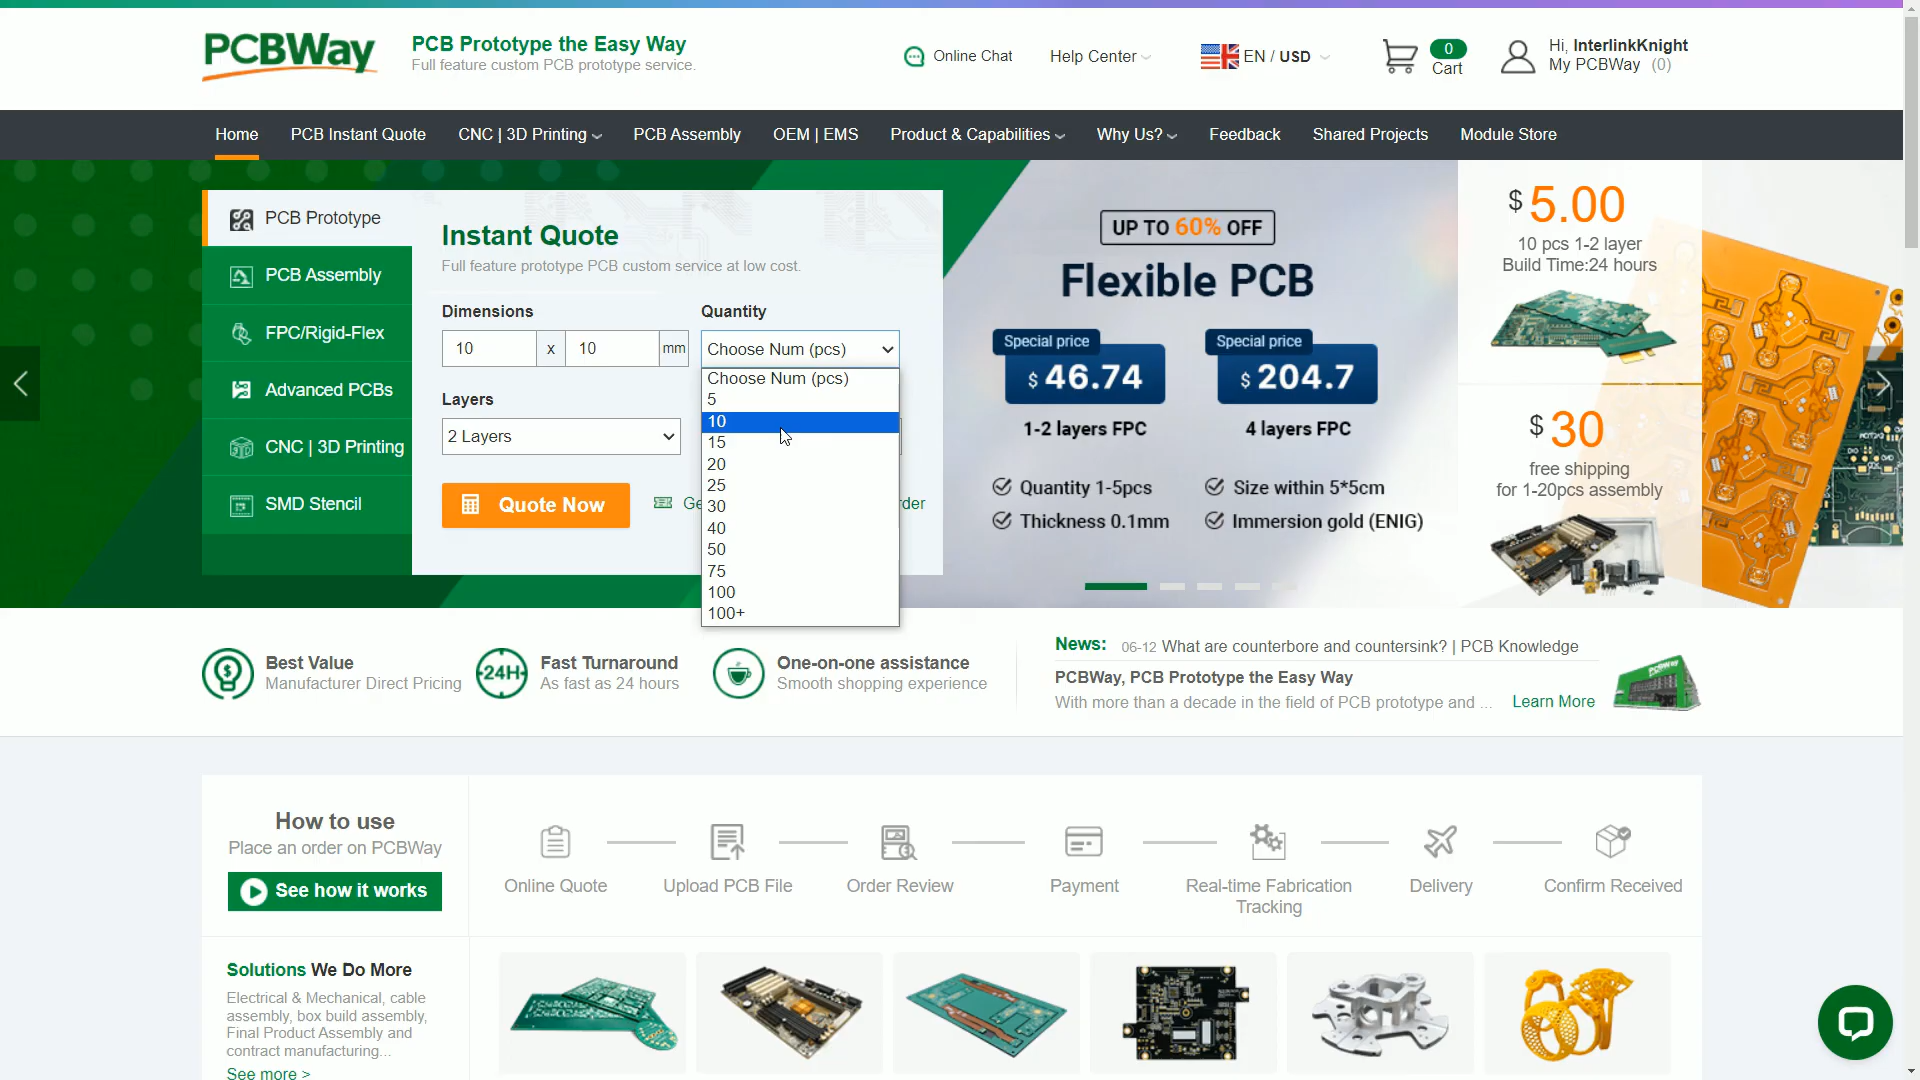 PCBWay
PCB Prototype the Easy Way
Full feature custom PCB prototype service.
Online Chat
Help Center
EN / USD
0
Cart
Hi, InterlinkKnight
My PCBWay (0)
Home
PCB Instant Quote
CNC | 3D Printing
PCB Assembly
OEM | EMS
Product & Capabilities
Why Us?
Feedback
Shared Projects
Module Store
PCB Prototype
PCB Assembly
FPC/Rigid-Flex
Advanced PCBs
CNC | 3D Printing
SMD Stencil
Instant Quote
Full feature prototype PCB custom service at low cost.
Dimensions
Quantity
10 x 10 mm
Choose Num (pcs)
Choose Num (pcs)
5
10
15
20
25
30
40
50
75
100
100+
Layers
2 Layers
Quote Now
Ge
rder
UP TO 60% OFF
Flexible PCB
Special price
$ 46.74
1-2 layers FPC
Special price
$ 204.7
4 layers FPC
Quantity 1-5pcs
Size within 5*5cm
Thickness 0.1mm
Immersion gold (ENIG)
$ 5.00
10 pcs 1-2 layer
Build Time:24 hours
$ 30
free shipping
for 1-20pcs assembly
Best Value
Manufacturer Direct Pricing
24H
Fast Turnaround
As fast as 24 hours
One-on-one assistance
Smooth shopping experience
News: 06-12 What are counterbore and countersink? | PCB Knowledge
PCBWay, PCB Prototype the Easy Way
With more than a decade in the field of PCB prototype and ... Learn More
PCBWay
How to use
Place an order on PCBWay
See how it works
Online Quote
Upload PCB File
Order Review
Payment
Real-time Fabrication
Tracking
Delivery
Confirm Received
Solutions We Do More
Electrical & Mechanical, cable
assembly, box build assembly,
Final Product Assembly and
contract manufacturing...
See more >